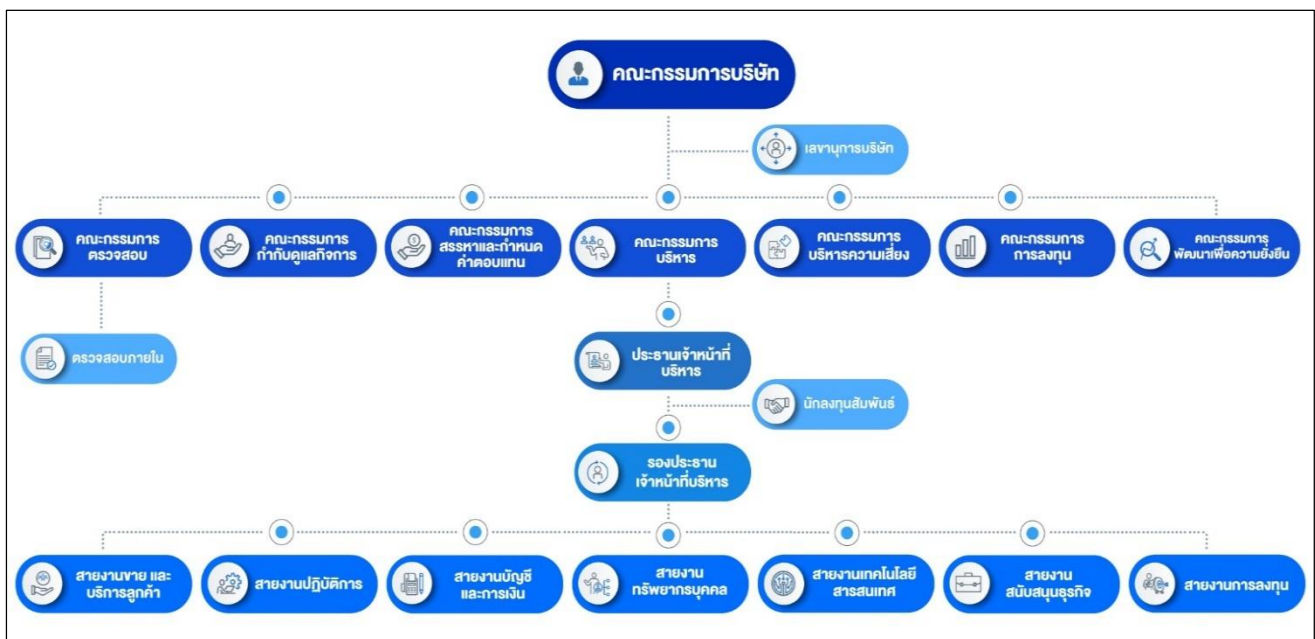 คณะกรรมการบริษัท
เลขานุการบริษัท
คณะกรรมการ
ตรวจสอบ
คณะกรรมการ
กำกับดูแลกิจการ
คณะกรรมการ
สรรหาและกำหนด
ค่าตอบแทน
คณะกรรมการ
บริหาร
คณะกรรมการ
บริหารความเสี่ยง
คณะกรรมการ
การลงทุน
คณะกรรมการ
พัฒนาเพื่อความยั่งยืน
ตรวจสอบภายใน
ประธานเจ้าหน้าที่
บริหาร
นักลงทุนสัมพันธ์
รองประธาน
เจ้าหน้าที่บริหาร
สายงานขาย และ
บริการลูกค้า
สายงานปฏิบัติการ
สายงานบัญชี
และการเงิน
สายงาน
ทรัพยากรบุคคล
สายงานเทคโนโลยี
สารสนเทศ
สายงาน
สนับสนุนธุรกิจ
สายงานการลงทุน